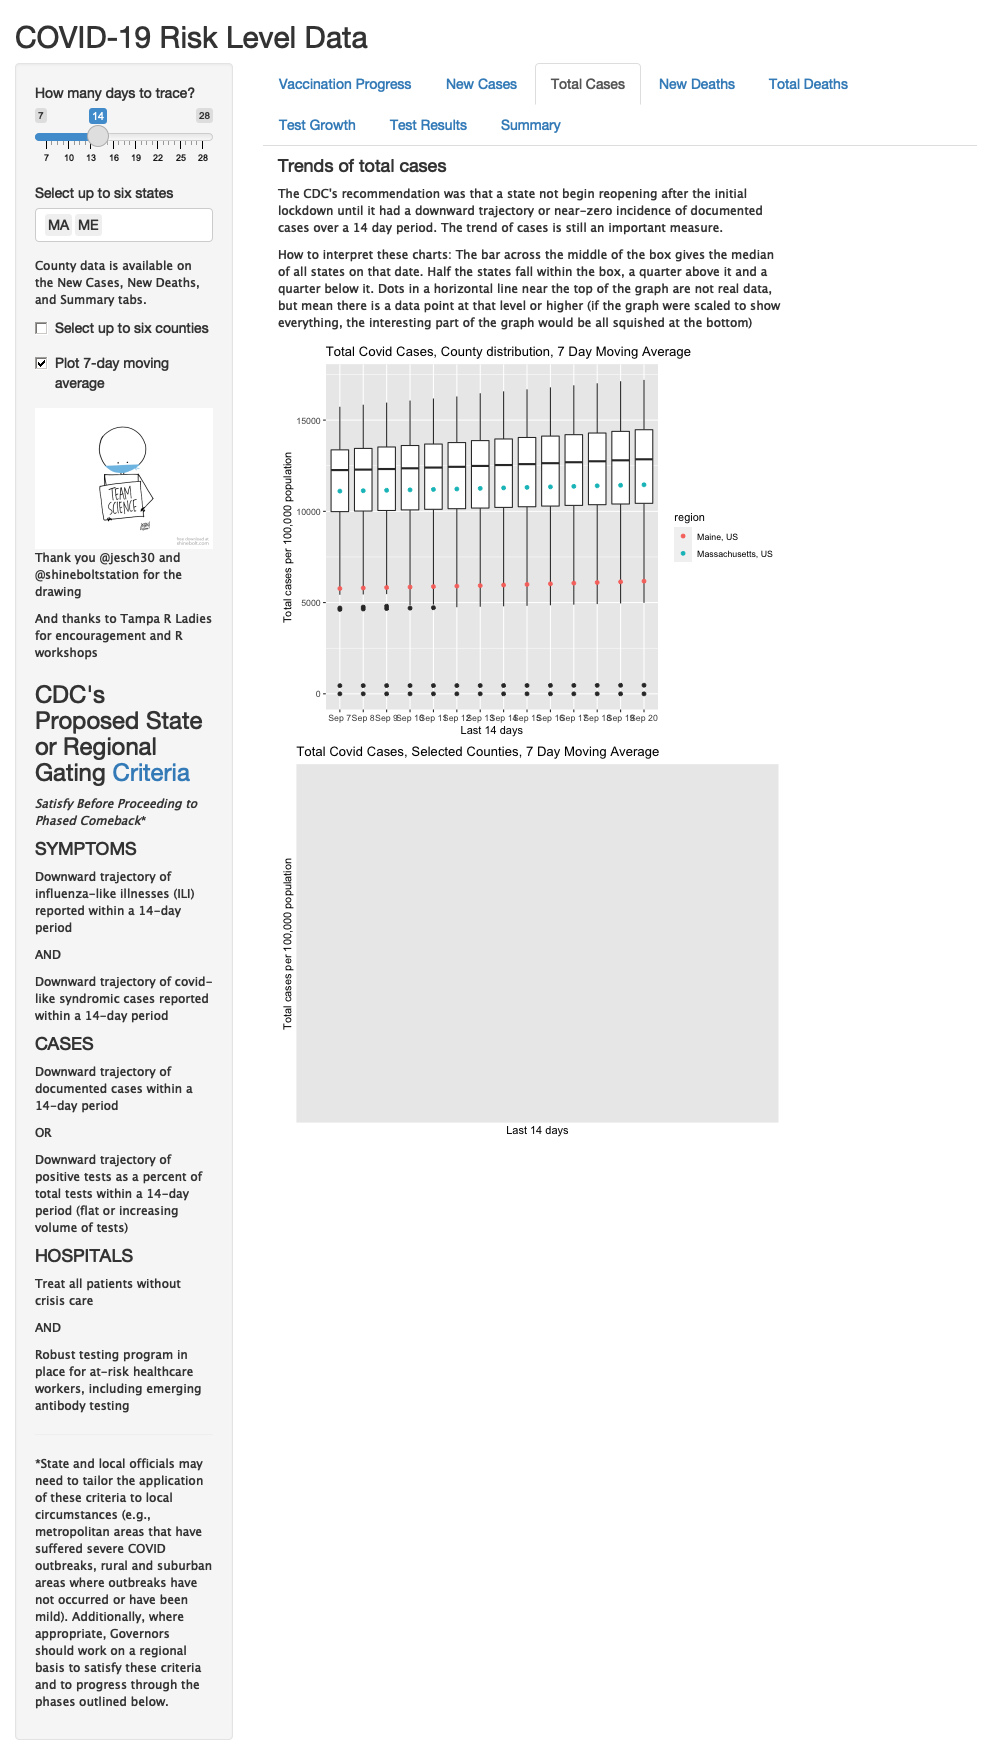 COVID-19 Risk Level Data
How many days to trace?
7 14 28
7 10 13 16 19 22 25 28
Select up to six states
MA ME
County data is available on
the New Cases, New Deaths,
and Summary tabs.
Select up to six counties
Plot 7-day moving
average
TEAM
SCIENCE
Thank you @jesch30 and
@shineboltstation for the
drawing
And thanks to Tampa R Ladies
for encouragement and R
workshops
CDC's
Proposed State
or Regional
Gating Criteria
Satisfy Before Proceeding to
Phased Comeback*
SYMPTOMS
Downward trajectory of
influenza-like illnesses (ILI)
reported within a 14-day
period
AND
Downward trajectory of covid-
like syndromic cases reported
within a 14-day period
CASES
Downward trajectory of
documented cases within a
14-day period
OR
Downward trajectory of
positive tests as a percent of
total tests within a 14-day
period (flat or increasing
volume of tests)
HOSPITALS
Treat all patients without
crisis care
AND
Robust testing program in
place for at-risk healthcare
workers, including emerging
antibody testing
*State and local officials may
need to tailor the application
of these criteria to local
circumstances (e.g.,
metropolitan areas that have
suffered severe COVID
outbreaks, rural and suburban
areas where outbreaks have
not occurred or have been
mild). Additionally, where
appropriate, Governors
should work on a regional
basis to satisfy these criteria
and to progress through the
phases outlined below.
Vaccination Progress New Cases Total Cases New Deaths Total Deaths
Test Growth Test Results Summary
Trends of total cases
The CDC's recommendation was that a state not begin reopening after the initial
lockdown until it had a downward trajectory or near-zero incidence of documented
cases over a 14 day period. The trend of cases is still an important measure.
How to interpret these charts: The bar across the middle of the box gives the median
of all states on that date. Half the states fall within the box, a quarter above it and a
quarter below it. Dots in a horizontal line near the top of the graph are not real data,
but mean there is a data point at that level or higher (if the graph were scaled to show
everything, the interesting part of the graph would be all squished at the bottom)
Total Covid Cases, County distribution, 7 Day Moving Average
Total cases per 100,000 population
15000
10000
5000
0
Sep 7 Sep 8 Sep 9 Sep 10 Sep 11 Sep 12 Sep 13 Sep 14 Sep 15 Sep 16 Sep 17 Sep 18 Sep 19 Sep 20
Last 14 days
region
Maine, US
Massachusetts, US
Total Covid Cases, Selected Counties, 7 Day Moving Average
Total cases per 100,000 population
Last 14 days